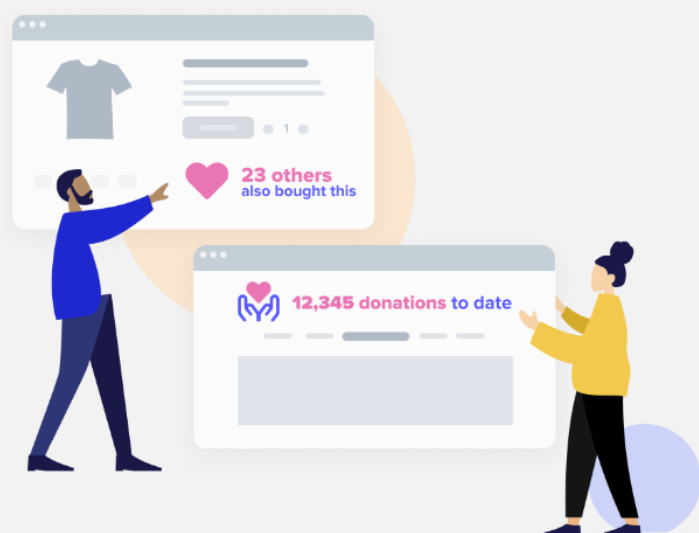 1
23 others
also bought this
12,345 donations to date